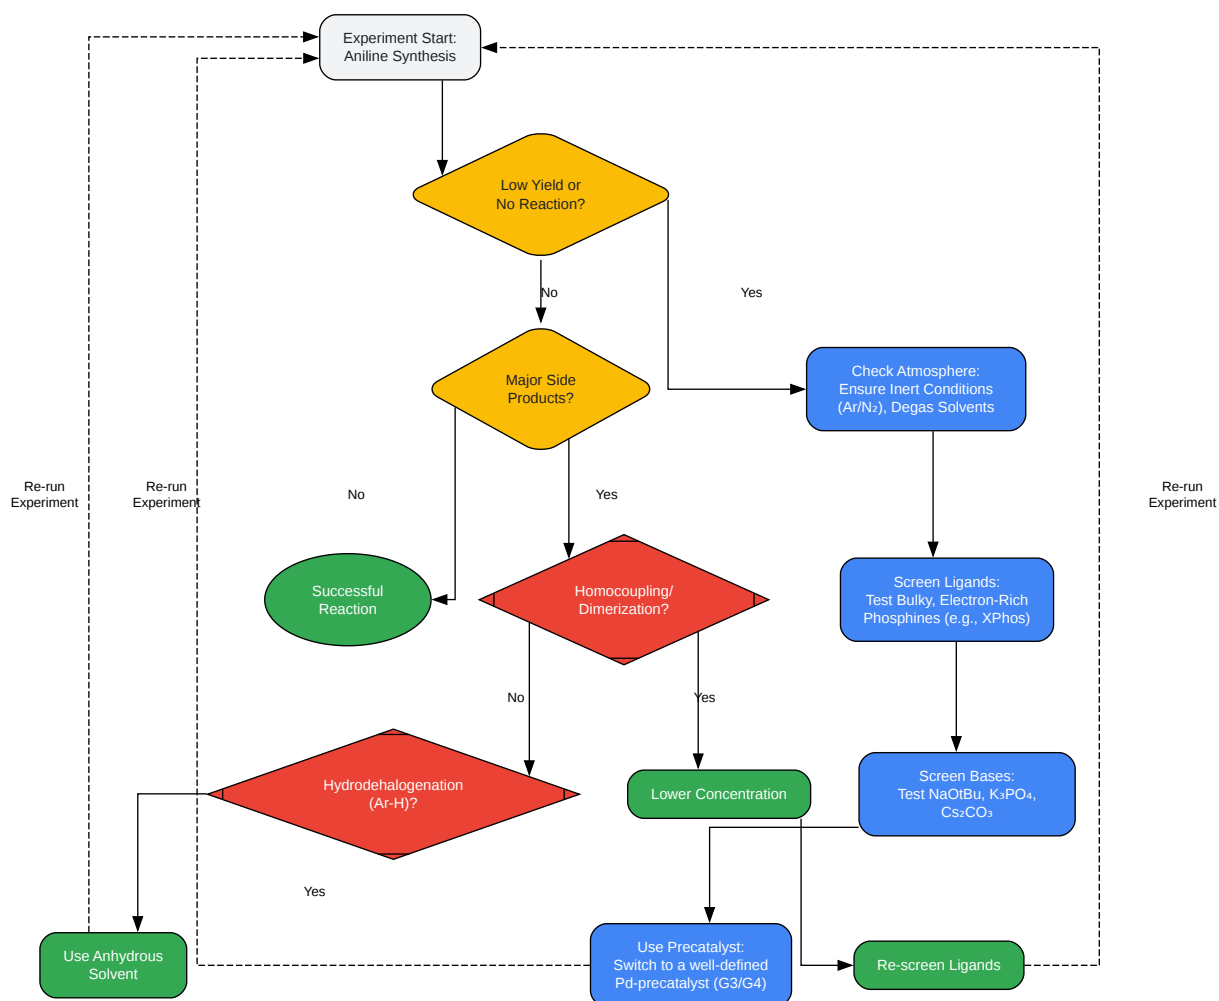 Experiment Start:
Aniline Synthesis
Low Yield or
No Reaction?
No
Yes
Major Side
Products?
Check Atmosphere:
Ensure Inert Conditions
(Ar/N₂), Degas Solvents
Re-run
Experiment
Re-run
Experiment
No
Yes
Re-run
Experiment
Successful
Reaction
Homocoupling/
Dimerization?
Screen Ligands:
Test Bulky, Electron-Rich
Phosphines (e.g., XPhos)
No
Yes
Hydrodehalogenation
(Ar-H)?
Lower Concentration
Screen Bases:
Test NaOtBu, K₃PO₄,
Cs₂CO₃
Yes
Use Anhydrous
Solvent
Use Precatalyst:
Switch to a well-defined
Pd-precatalyst (G3/G4)
Re-screen Ligands